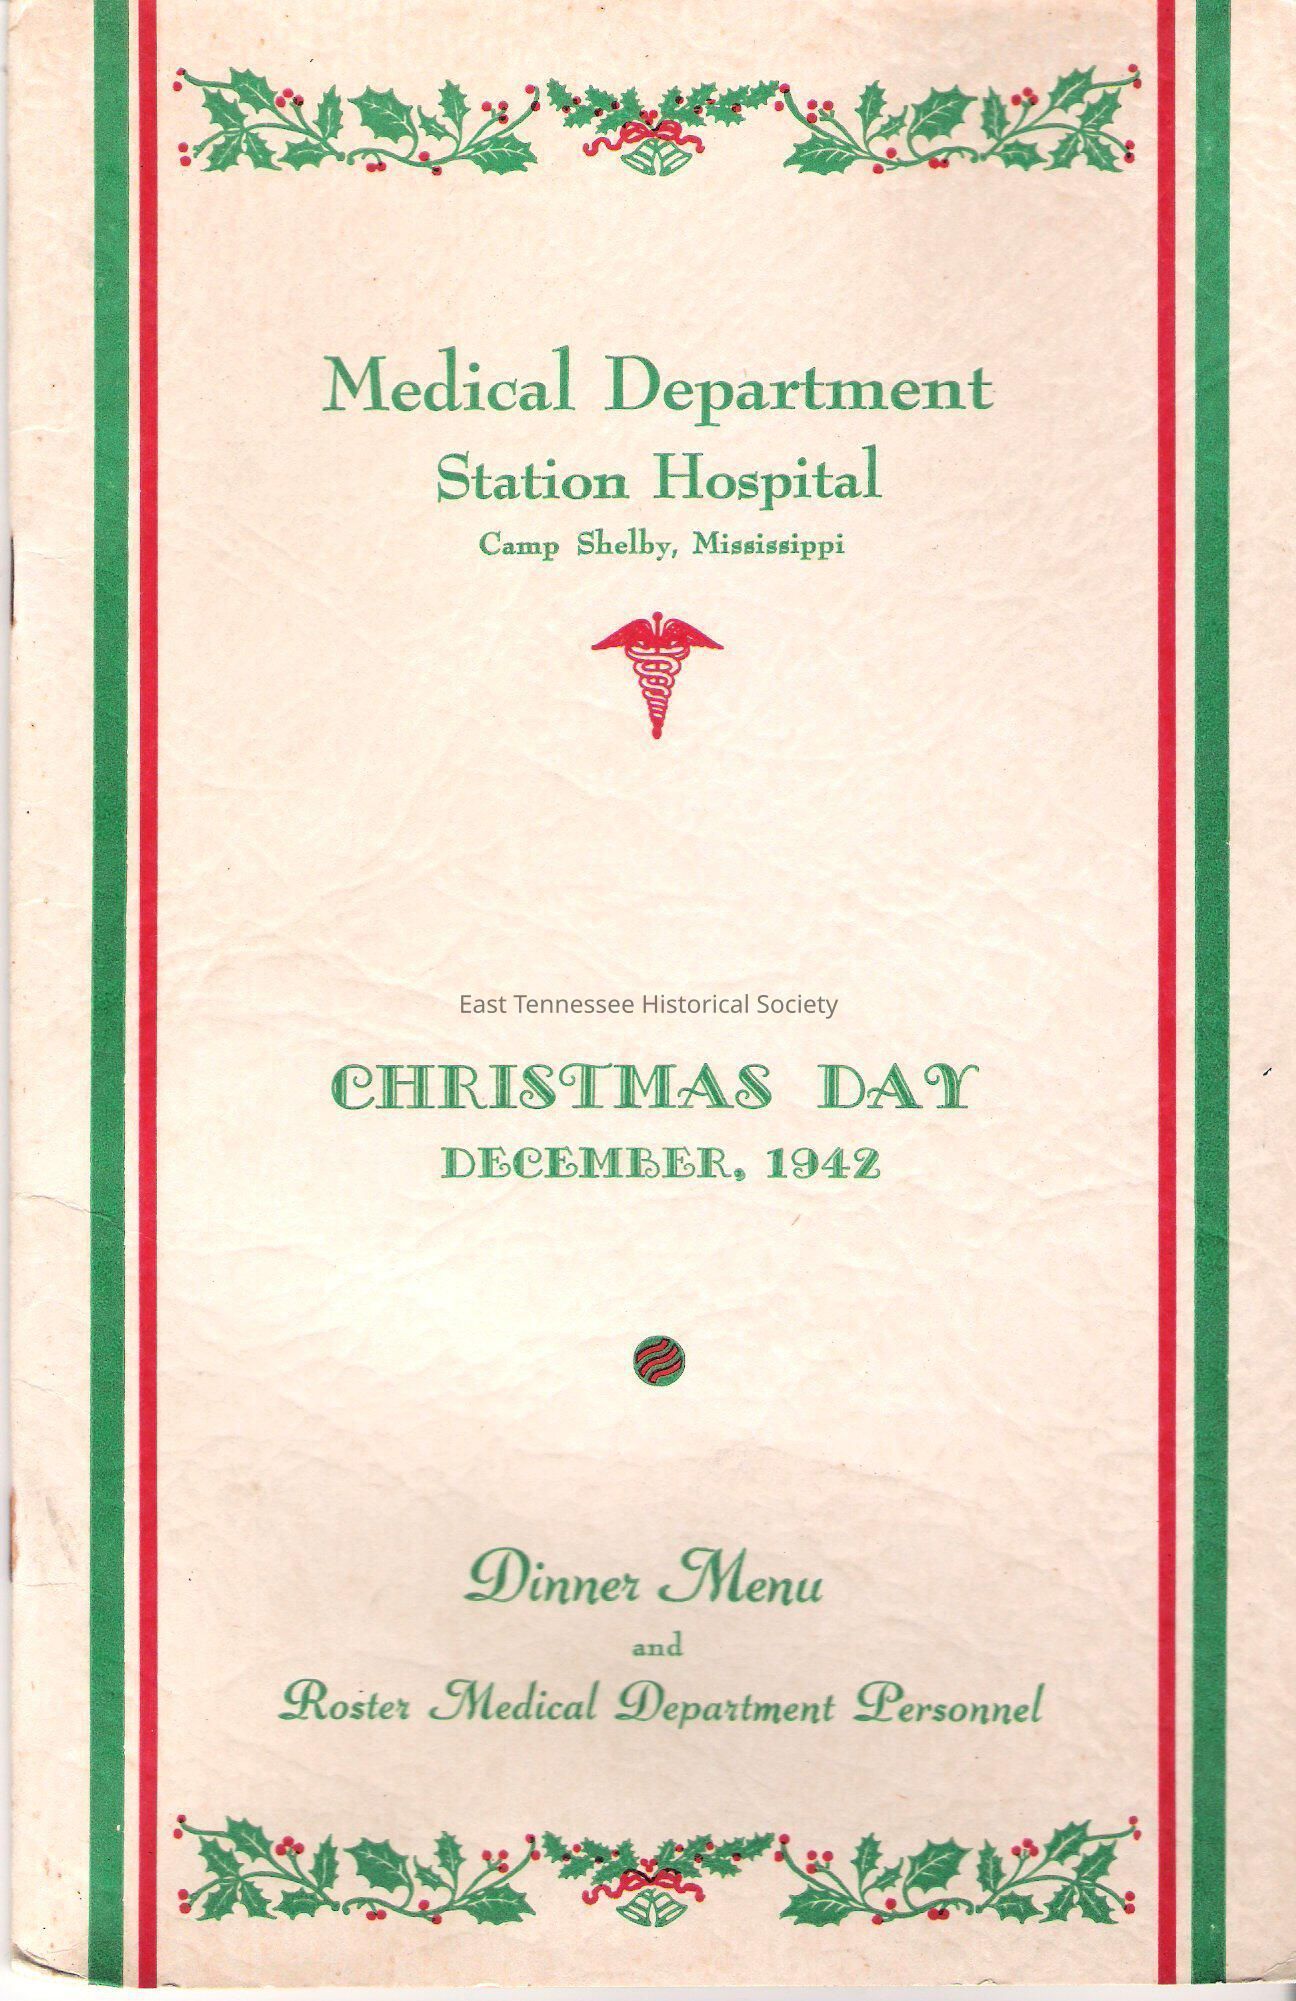 Medical Department
Station Hospital
Camp Shelby, Mississippi
East Tennessee Historical Society
CHRISTMAS DAY
DECEMBER, 1942
Dinner Menu
and
Roster Medical Department Personnel